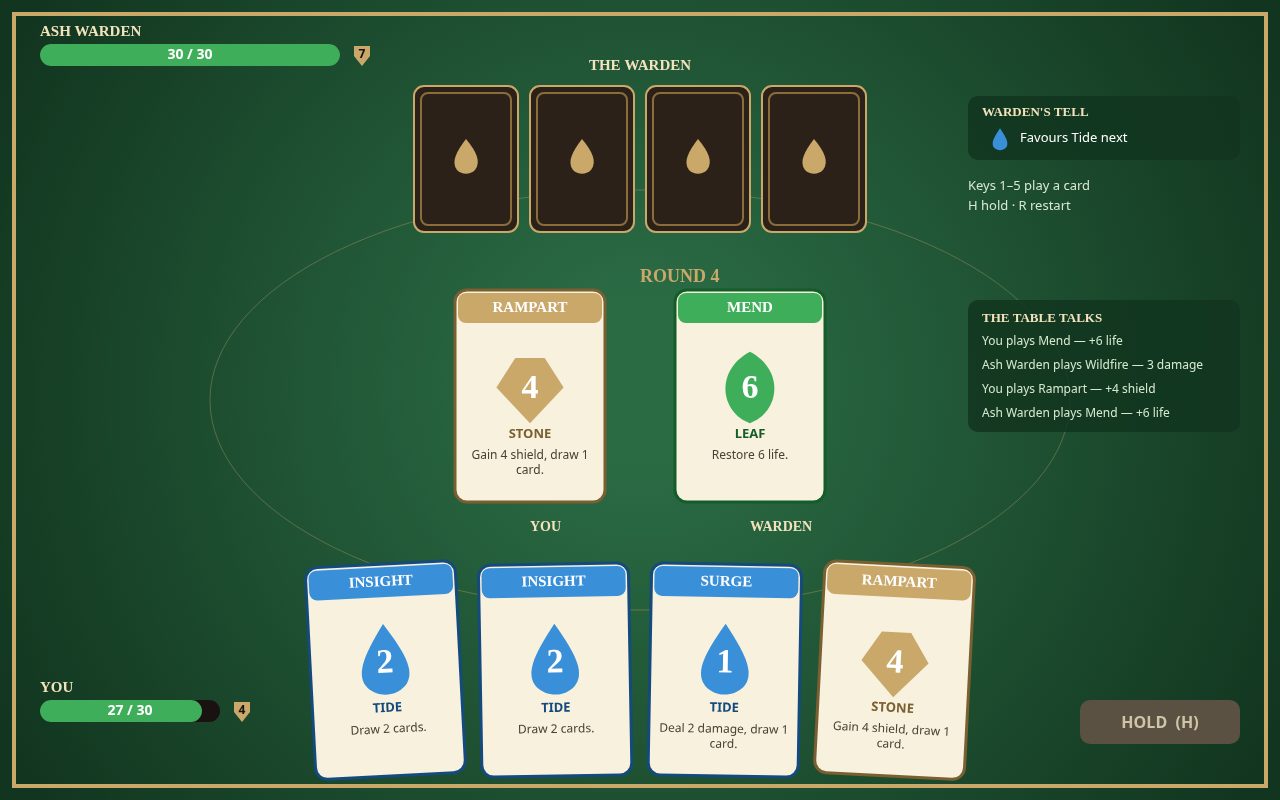 ASH WARDEN
30 / 30
7
THE WARDEN
WARDEN'S TELL
Favours Tide next
Keys 1–5 play a card
H hold · R restart
ROUND 4
RAMPART
4
STONE
Gain 4 shield, draw 1
card.
MEND
6
LEAF
Restore 6 life.
THE TABLE TALKS
You plays Mend — +6 life
Ash Warden plays Wildfire — 3 damage
You plays Rampart — +4 shield
Ash Warden plays Mend — +6 life
YOU
WARDEN
INSIGHT
2
TIDE
Draw 2 cards.
INSIGHT
2
TIDE
Draw 2 cards.
SURGE
1
TIDE
Deal 2 damage, draw 1
card.
RAMPART
4
STONE
Gain 4 shield, draw 1
card.
YOU
27 / 30
4
HOLD (H)